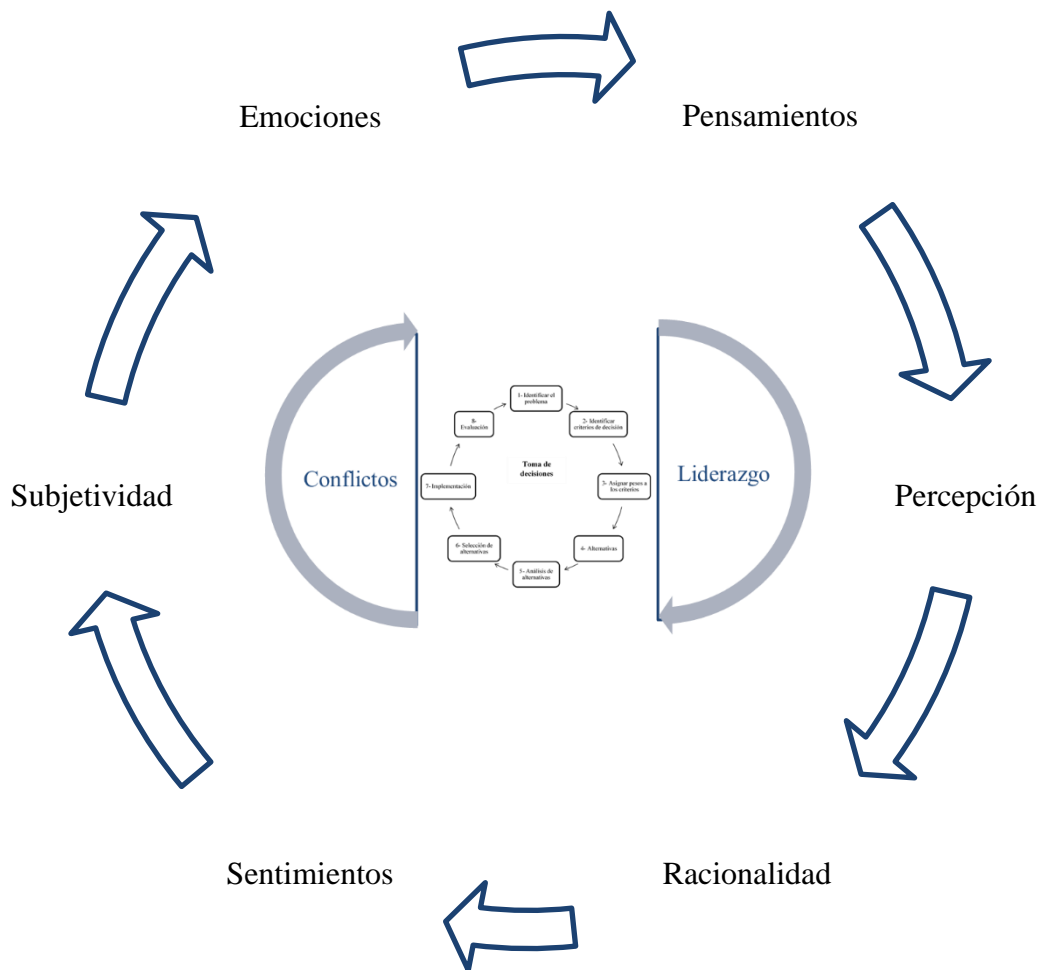 Emociones
Pensamientos
Subjetividad
Percepción
Sentimientos
Racionalidad
Conflictos
Liderazgo
Toma de
decisiones
1- Identificar el
problema
2- Identificar
criterios de decisión
3- Asignar pesos a
los criterios
4- Alternativas
5- Análisis de
alternativas
6- Selección de
alternativas
7- Implementación
8-
Evaluación